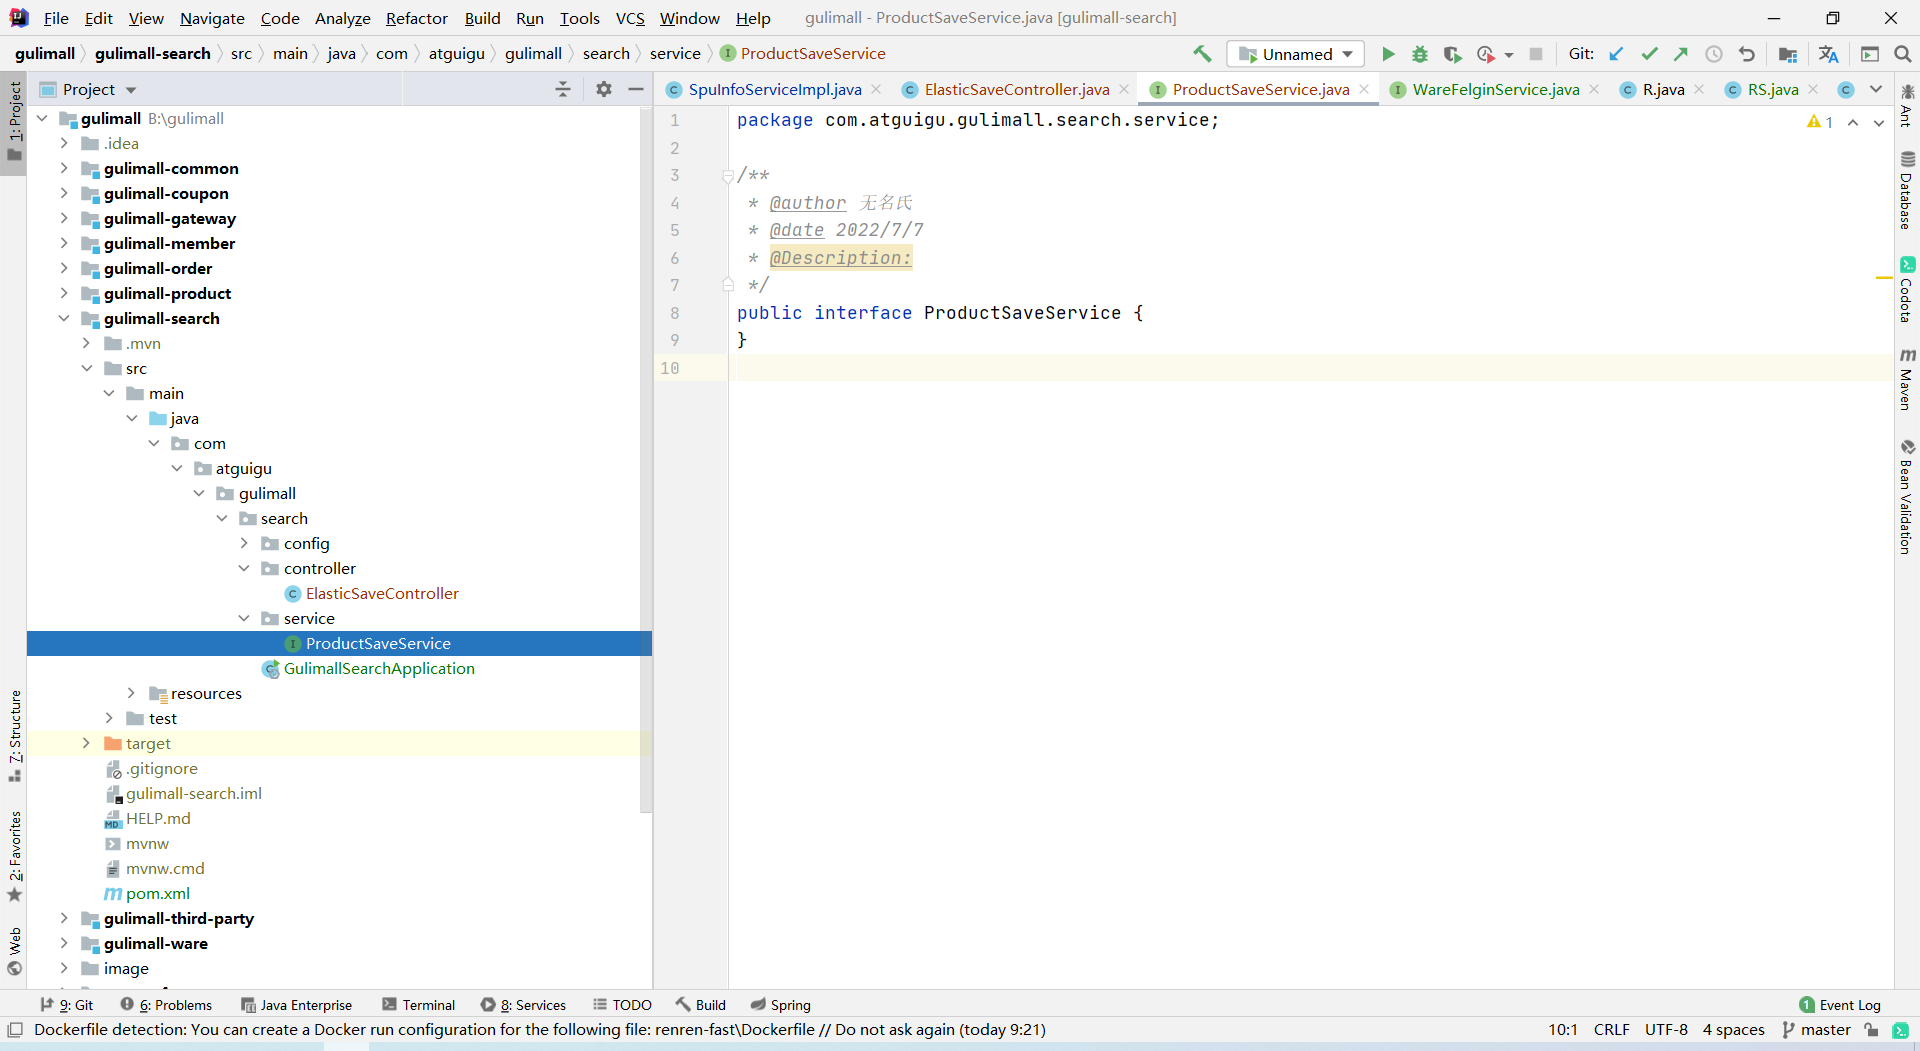 File Edit View Navigate Code Analyze Refactor Build Run Tools VCS Window Help gulimall - ProductSaveService.java [gulimall-search]
gulimall gulimall-search src main java com atguigu gulimall search service ProductSaveService Unnamed Git:
Project
SpuInfoServiceImpl.java ElasticSaveController.java ProductSaveService.java WareFelginService.java R.java RS.java
1: Project
7: Structure
2: Favorites
Web
gulimall B:\gulimall
.idea
gulimall-common
gulimall-coupon
gulimall-gateway
gulimall-member
gulimall-order
gulimall-product
gulimall-search
.mvn
src
main
java
com
atguigu
gulimall
search
config
controller
ElasticSaveController
service
ProductSaveService
GulimallSearchApplication
resources
test
target
.gitignore
gulimall-search.iml
HELP.md
mvnw
mvnw.cmd
pom.xml
gulimall-third-party
gulimall-ware
image
1 package com.atguigu.gulimall.search.service;
2
3 /**
4 * @author 无名氏
5 * @date 2022/7/7
6 * @Description:
7 */
8 public interface ProductSaveService {
9 }
10
1
Ant
Database
Codota
Maven
Bean Validation
9: Git 6: Problems Java Enterprise Terminal 8: Services TODO Build Spring 1 Event Log
Dockerfile detection: You can create a Docker run configuration for the following file: renren-fast\Dockerfile // Do not ask again (today 9:21) 10:1 CRLF UTF-8 4 spaces master